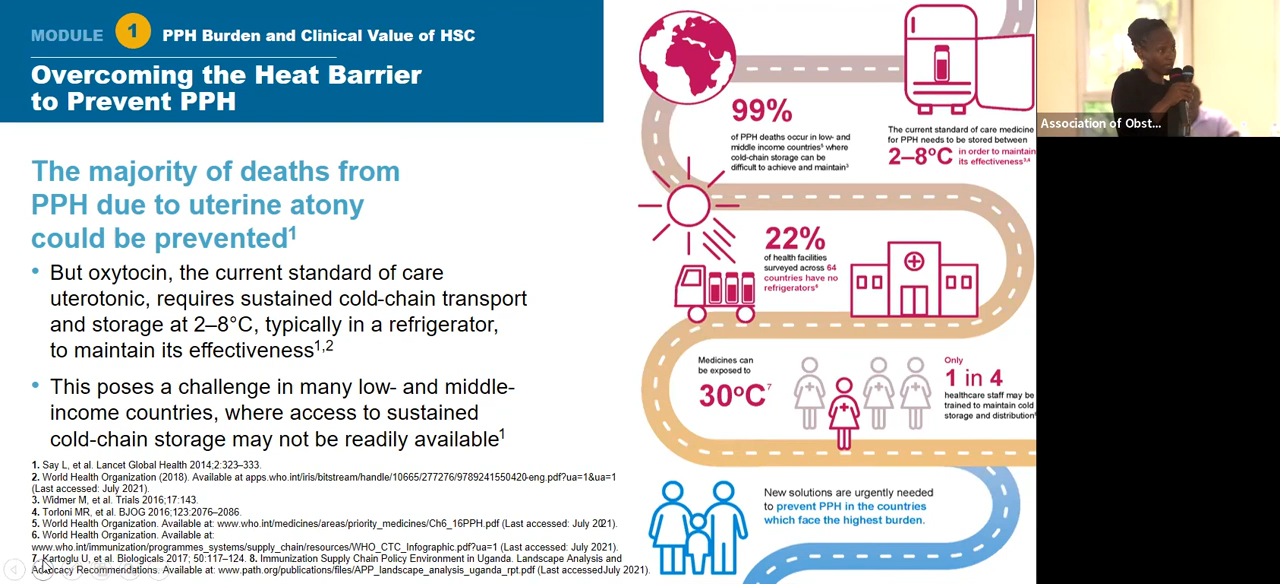 MODULE 1 PPH Burden and Clinical Value of HSC
Overcoming the Heat Barrier
to Prevent PPH
The majority of deaths from
PPH due to uterine atony
could be prevented1
• But oxytocin, the current standard of care
uterotonic, requires sustained cold-chain transport
and storage at 2–8°C, typically in a refrigerator,
to maintain its effectiveness1,2
• This poses a challenge in many low- and middle-
income countries, where access to sustained
cold-chain storage may not be readily available1
1. Say L, et al. Lancet Global Health 2014;2:323–333.
2. World Health Organization (2018). Available at apps.who.int/iris/bitstream/handle/10665/277276/9789241550420-eng.pdf?ua=1&ua=1
(Last accessed: July 2021).
3. Widmer M, et al. Trials 2016;17:143.
4. Torloni MR, et al. BJOG 2016;123:2076–2086.
5. World Health Organization. Available at: www.who.int/medicines/areas/priority_medicines/Ch6_16PPH.pdf (Last accessed: July 2021).
6. World Health Organization. Available at:
www.who.int/immunization/programmes_systems/supply_chain/resources/WHO_CTC_Infographic.pdf?ua=1 (Last accessed: July 2021).
7. Kartoglu U, et al. Biologicals 2017; 50:117–124. 8. Immunization Supply Chain Policy Environment in Uganda. Landscape Analysis and
Advocacy Recommendations. Available at: www.path.org/publications/files/APP_landscape_analysis_uganda_rpt.pdf (Last accessedJuly 2021).
99%
of PPH deaths occur in low- and
middle income countries5 where
cold-chain storage can be
difficult to achieve and maintain3
The current standard of care medicine
for PPH needs to be stored between
2–8°C in order to maintain
its effectiveness3,4
22%
of health facilities
surveyed across 64
countries have no
refrigerators6
Medicines can
be exposed to
30°C7
Only
1 in 4
healthcare staff may be
trained to maintain cold
storage and distribution
New solutions are urgently needed
to prevent PPH in the countries
which face the highest burden.
Association of Obst...